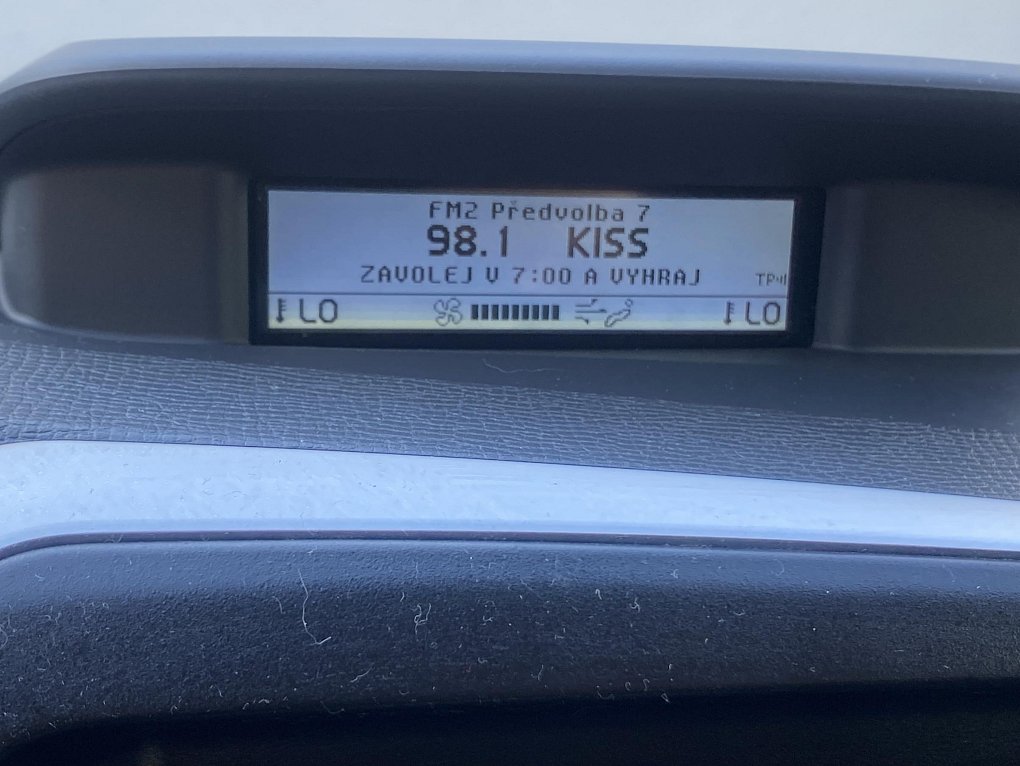 FM2 Předvolba 7
98.1 KISS
ZAVOLEJ V 7:00 A VYHRAJ
TP
LO LO